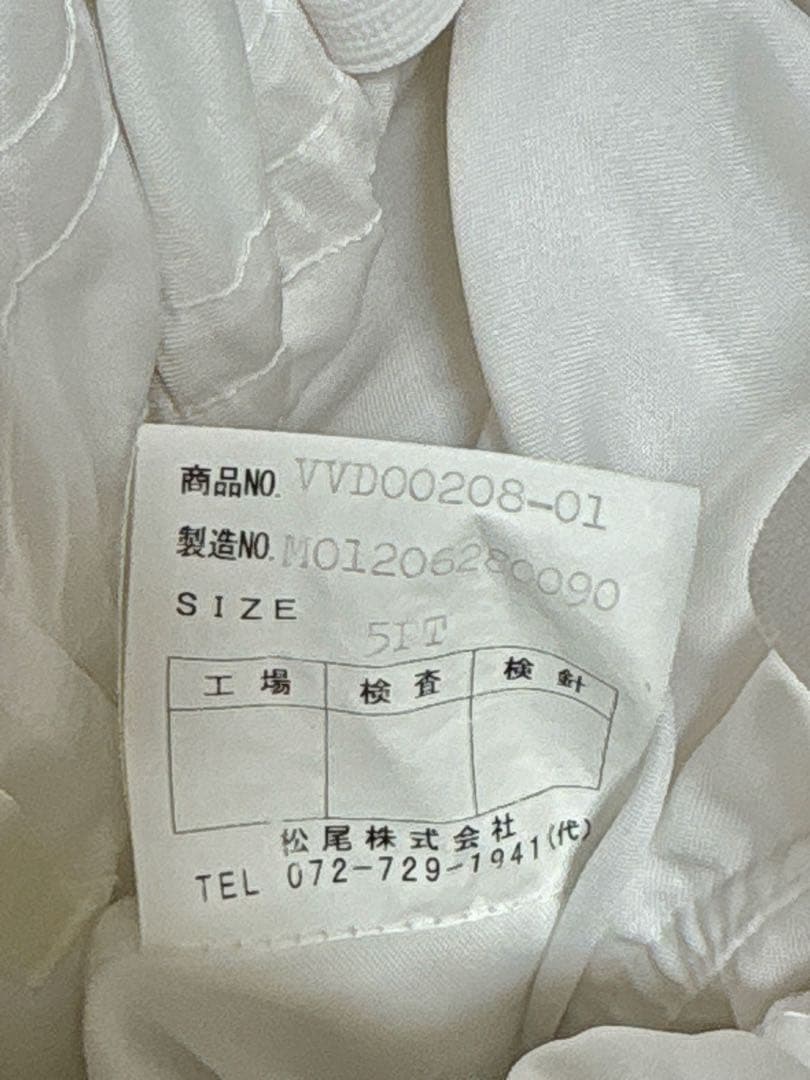 商品NO. VVD00208-01
製造NO. M01206280090
SIZE 5IT
工場 検査 検針
松尾株式会社
TEL 072-729-1941(代)